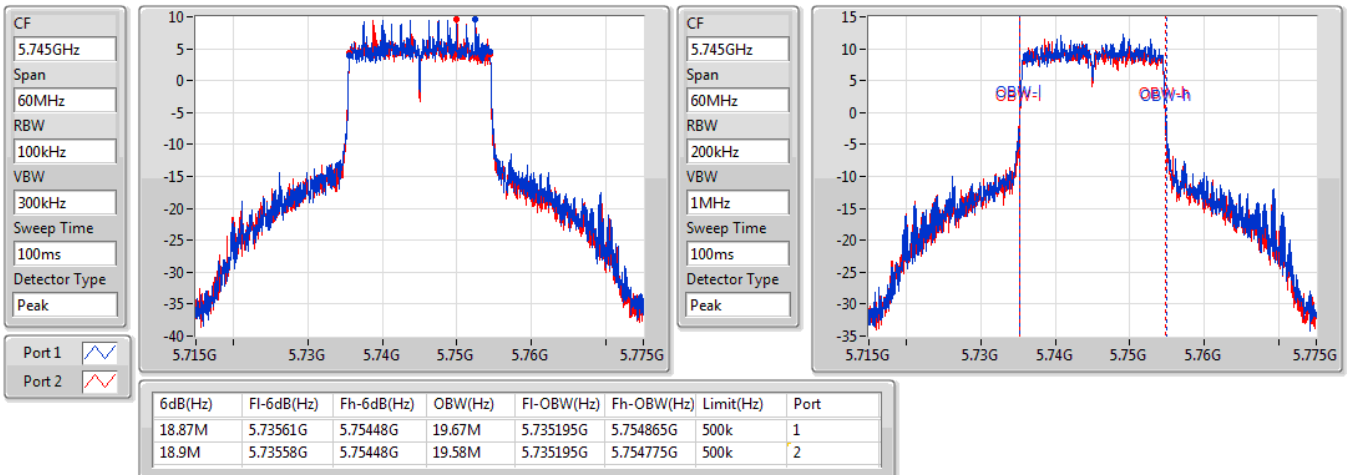 CF
5.745GHz
Span
60MHz
RBW
100kHz
VBW
300kHz
Sweep Time
100ms
Detector Type
Peak
Port 1
Port 2
10
5
0
-5
-10
-15
-20
-25
-30
-35
-40
5.715G 5.73G 5.74G 5.75G 5.76G 5.775G
CF
5.745GHz
Span
60MHz
RBW
200kHz
VBW
1MHz
Sweep Time
100ms
Detector Type
Peak
15
10
5
0
-5
-10
-15
-20
-25
-30
-35
OBW-l OBW-h
5.715G 5.73G 5.74G 5.75G 5.76G 5.775G
6dB(Hz) Fl-6dB(Hz) Fh-6dB(Hz) OBW(Hz) Fl-OBW(Hz) Fh-OBW(Hz) Limit(Hz) Port
18.87M 5.73561G 5.75448G 19.67M 5.735195G 5.754865G 500k 1
18.9M 5.73558G 5.75448G 19.58M 5.735195G 5.754775G 500k 2